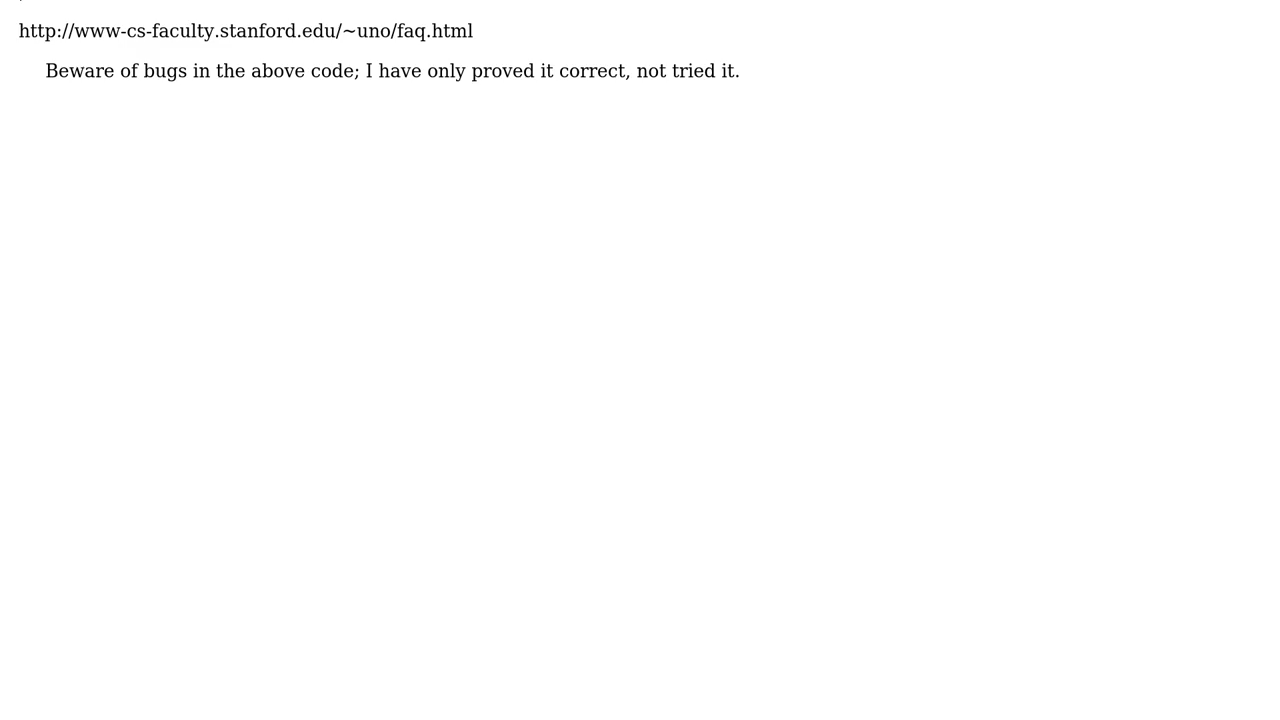 http://www-cs-faculty.stanford.edu/~uno/faq.html
Beware of bugs in the above code; I have only proved it correct, not tried it.